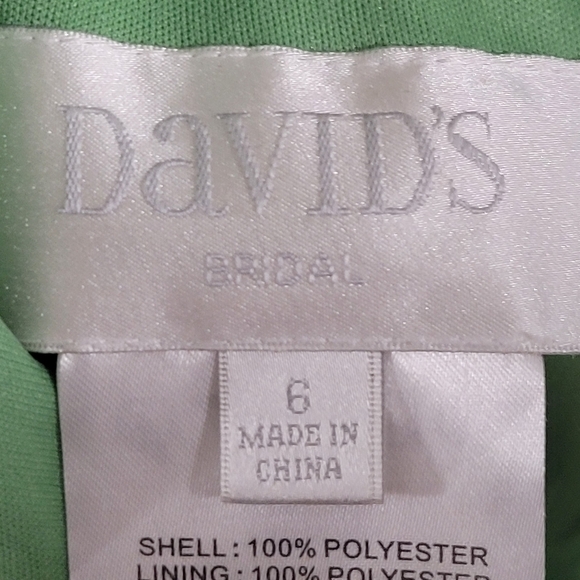 DaVID'S
BRIDAL
6
MADE IN
CHINA
SHELL: 100% POLYESTER
LINING: 100% POLYESTER